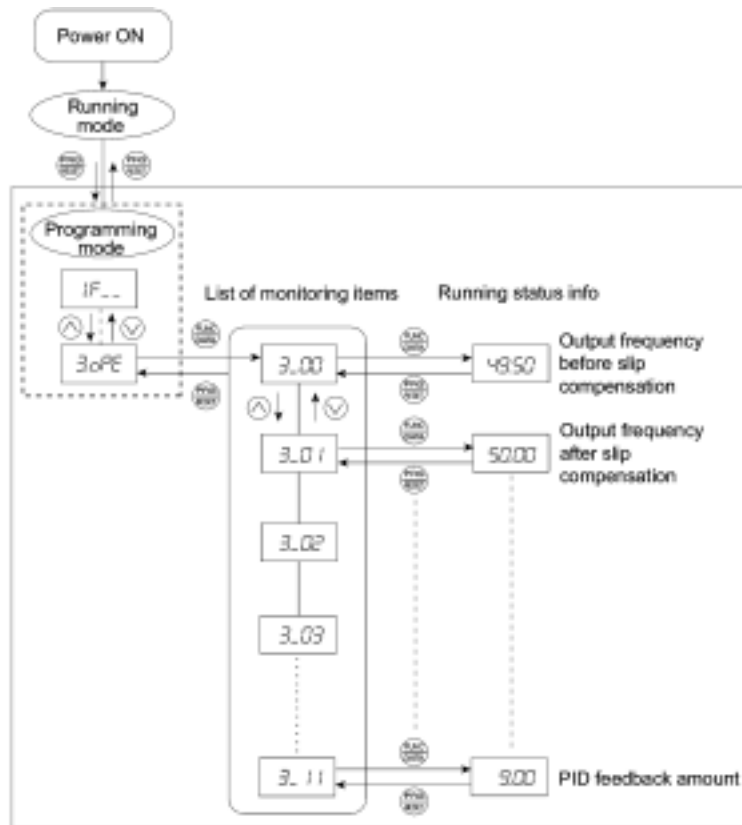 Power ON
Running
mode
Programming
mode
1F__
List of monitoring items
Running status info
3.oPE
3_00
49.50
Output frequency
before slip
compensation
3_01
50.00
Output frequency
after slip
compensation
3_02
3_03
3_11
9.00
PID feedback amount